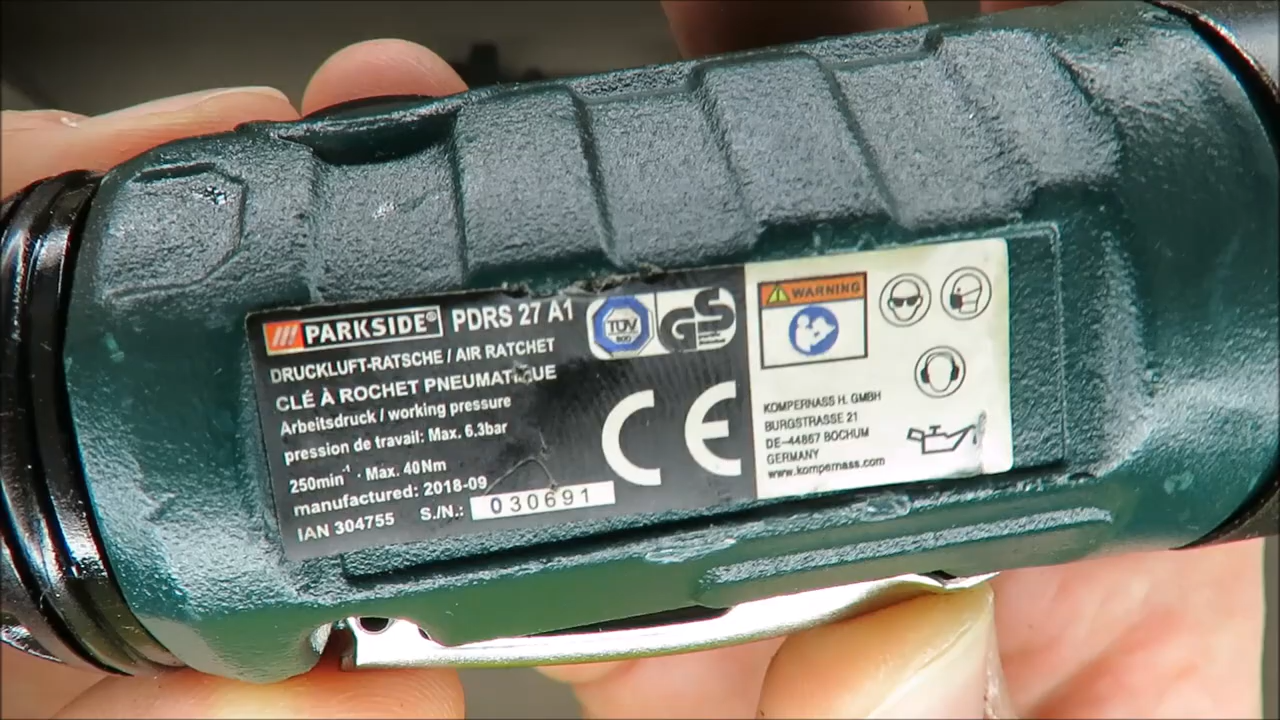 PARKSIDE® PDRS 27 A1
DRUCKLUFT-RATSCHE / AIR RATCHET
CLÉ À ROCHET PNEUMATIQUE
Arbeitsdruck / working pressure
pression de travail: Max. 6.3bar
250min⁻¹ · Max. 40Nm
manufactured: 2018-09
IAN 304755 S./N.: 030691
TÜV
GS
CE
WARNING
KOMPERNASS H. GMBH
BURGSTRASSE 21
DE-44867 BOCHUM
GERMANY
www.kompernass.com